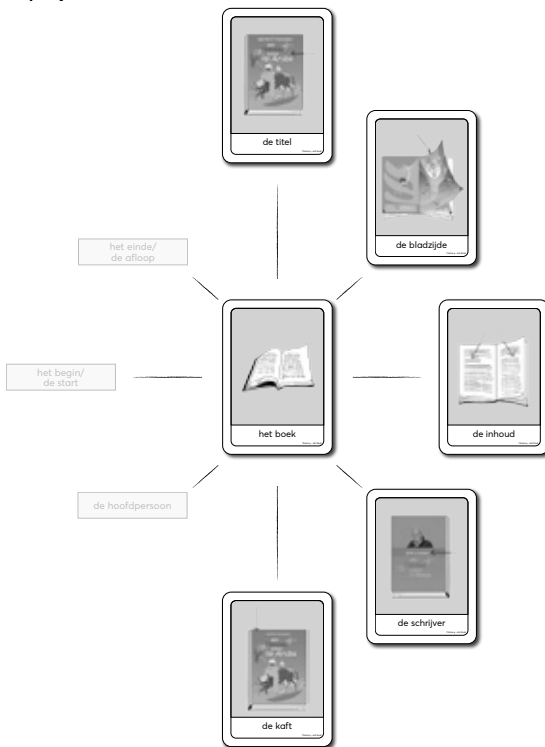 de titel
de bladzijde
het einde/
de afloop
het boek
het begin/
de start
de inhoud
de hoofdpersoon
de schrijver
de kaft